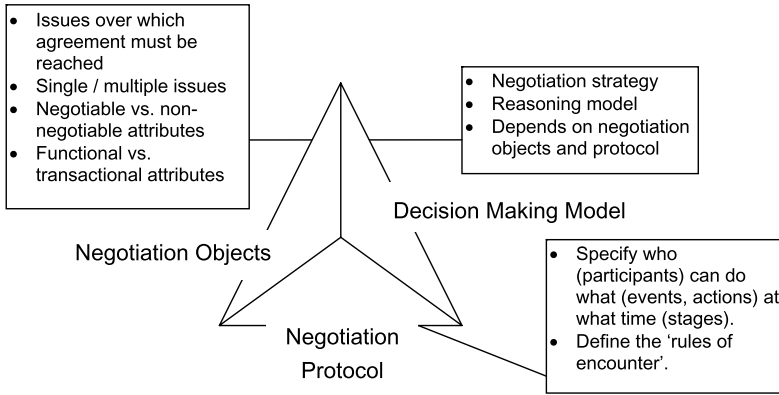 • Issues over which
agreement must be
reached
• Single / multiple issues
• Negotiable vs. non-
negotiable attributes
• Functional vs.
transactional attributes
• Negotiation strategy
• Reasoning model
• Depends on negotiation
objects and protocol
Decision Making Model
Negotiation Objects
• Specify who
(participants) can do
what (events, actions) at
what time (stages).
• Define the ‘rules of
encounter’.
Negotiation
Protocol